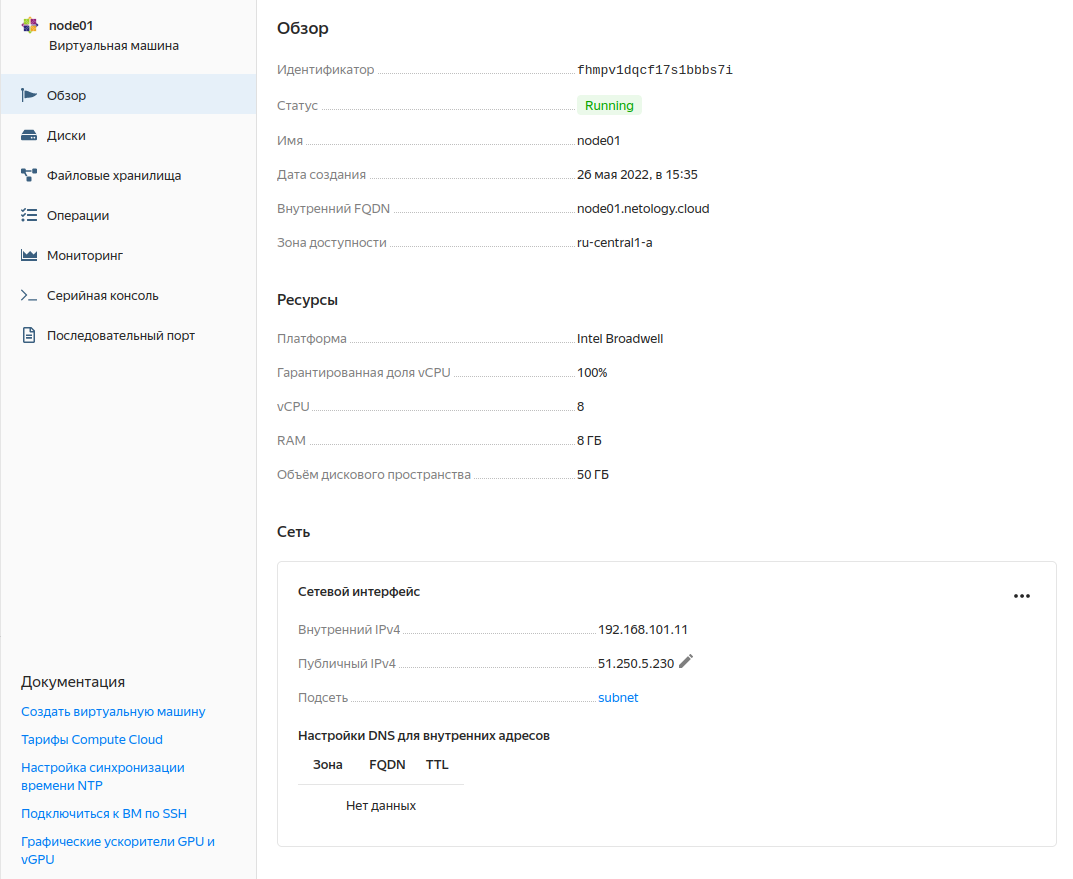 node01
Виртуальная машина
Обзор
Диски
Файловые хранилища
Операции
Мониторинг
Серийная консоль
Последовательный порт
Документация
Создать виртуальную машину
Тарифы Compute Cloud
Настройка синхронизации
времени NTP
Подключиться к ВМ по SSH
Графические ускорители GPU и
vGPU
Обзор
Идентификатор fhmpv1dqcf17s1bbbs7i
Статус Running
Имя node01
Дата создания 26 мая 2022, в 15:35
Внутренний FQDN node01.netology.cloud
Зона доступности ru-central1-a
Ресурсы
Платформа Intel Broadwell
Гарантированная доля vCPU 100%
vCPU 8
RAM 8 ГБ
Объём дискового пространства 50 ГБ
Сеть
Сетевой интерфейс
Внутренний IPv4 192.168.101.11
Публичный IPv4 51.250.5.230
Подсеть subnet
Настройки DNS для внутренних адресов
Зона FQDN TTL
Нет данных